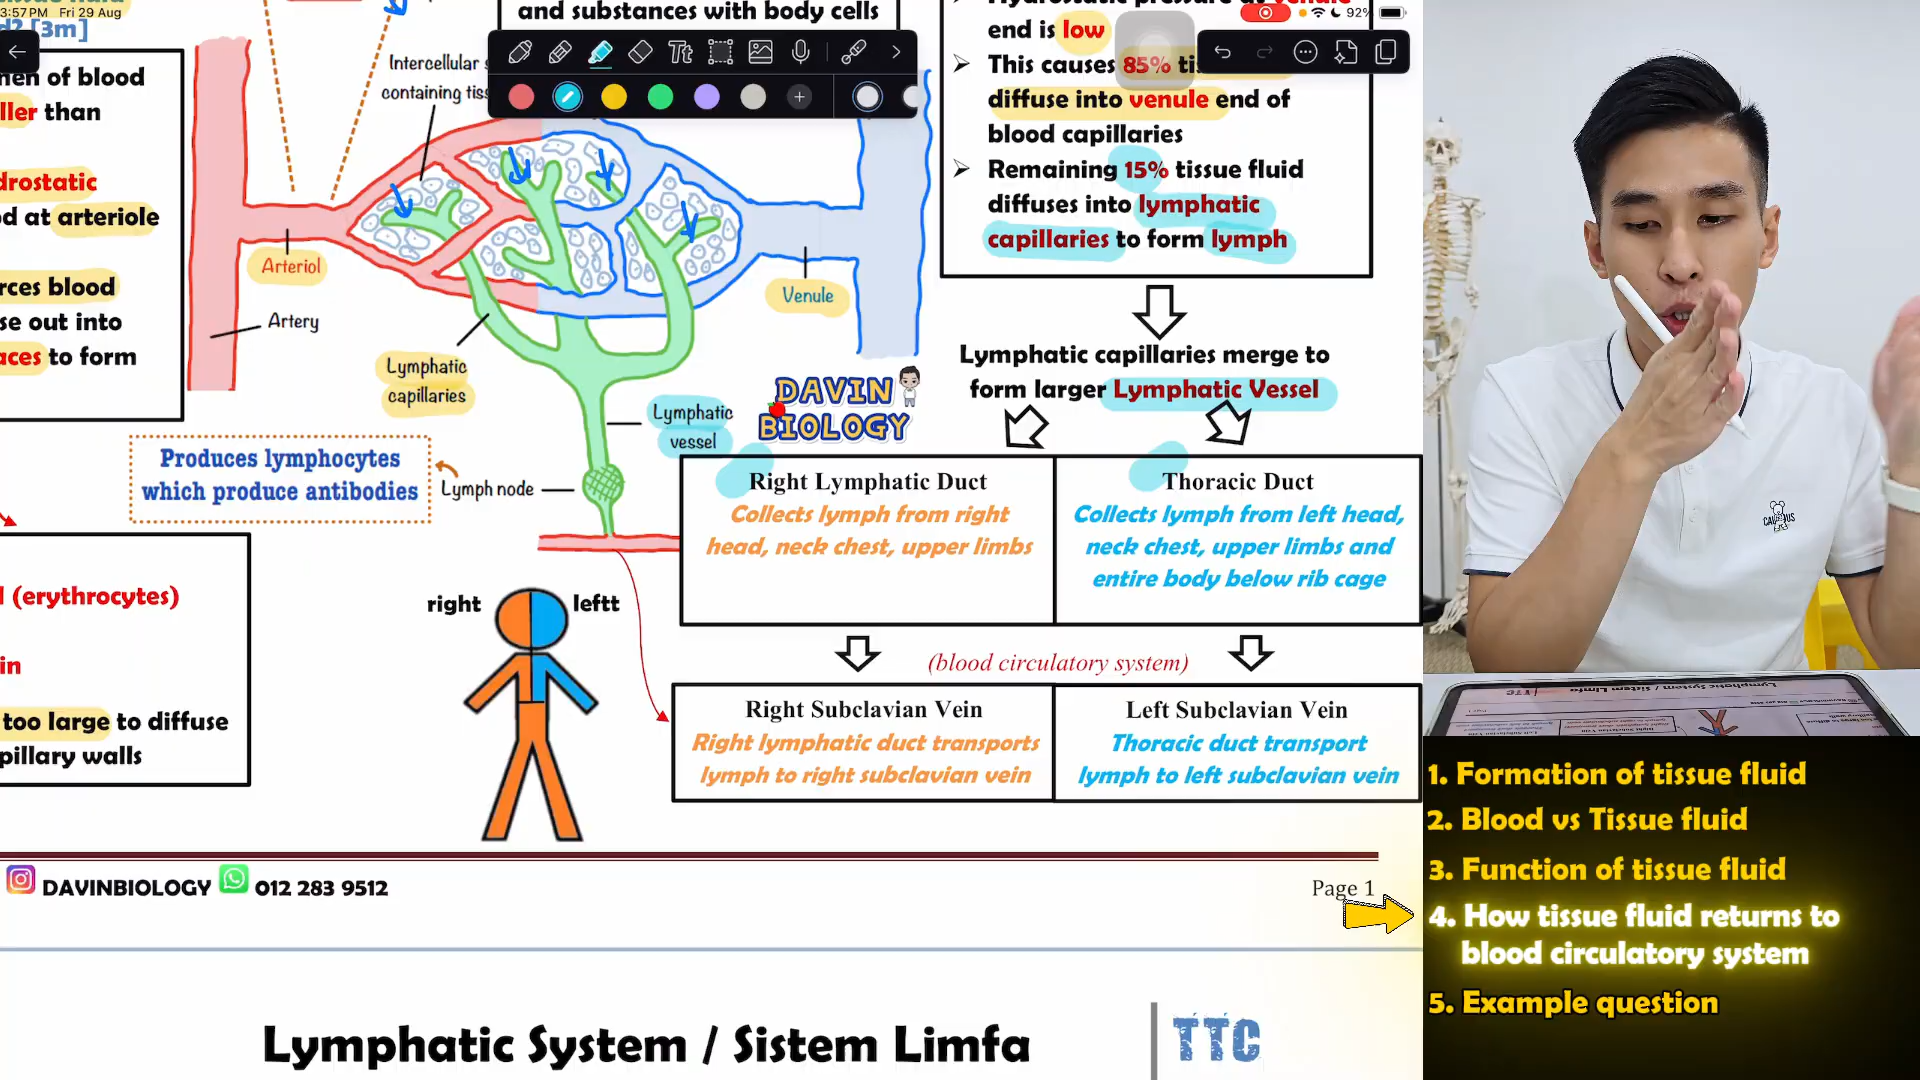 3:57PM Fri 29 Aug
92%
[3m]
and substances with body cells
end is low
This causes 85%
diffuse into venule end of
blood capillaries
Remaining 15% tissue fluid
diffuses into lymphatic
capillaries to form lymph
Lymphatic capillaries merge to
form larger Lymphatic Vessel
Right Lymphatic Duct
Collects lymph from right
head, neck chest, upper limbs
Thoracic Duct
Collects lymph from left head,
neck chest, upper limbs and
entire body below rib cage
(blood circulatory system)
Right Subclavian Vein
Right lymphatic duct transports
lymph to right subclavian vein
Left Subclavian Vein
Thoracic duct transport
lymph to left subclavian vein
of blood
than
drostatic
at arteriole
rces blood
se out into
aces to form
Intercellular
containing
Arteriol
Artery
Venule
Lymphatic
capillaries
Lymphatic
vessel
DAVIN
BIOLOGY
Produces lymphocytes
which produce antibodies
Lymph node
right
leftt
(erythrocytes)
in
too large to diffuse
pillary walls
DAVINBIOLOGY 012 283 9512
Page 1
Lymphatic System / Sistem Limfa
TTC
1. Formation of tissue fluid
2. Blood vs Tissue fluid
3. Function of tissue fluid
4. How tissue fluid returns to
blood circulatory system
5. Example question